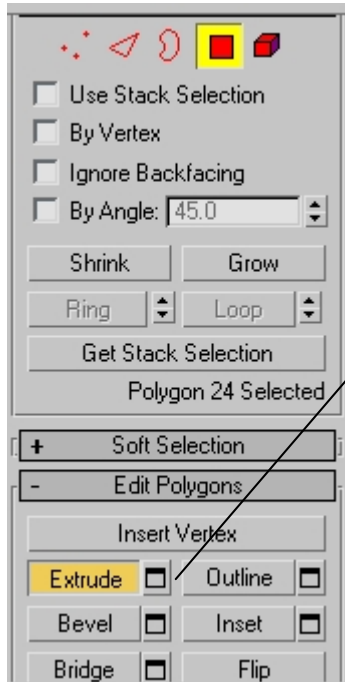 Use Stack Selection
By Vertex
Ignore Backfacing
By Angle: 45.0
Shrink Grow
Ring Loop
Get Stack Selection
Polygon 24 Selected
+ Soft Selection
- Edit Polygons
Insert Vertex
Extrude Outline
Bevel Inset
Bridge Flip